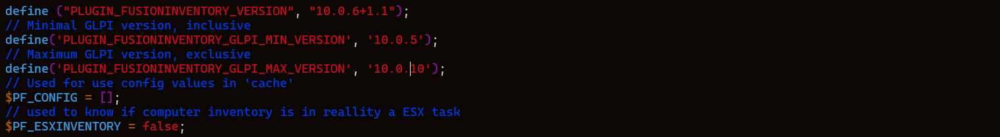 define ("PLUGIN_FUSIONINVENTORY_VERSION", "10.0.6+1.1");
// Minimal GLPI version, inclusive
define('PLUGIN_FUSIONINVENTORY_GLPI_MIN_VERSION', '10.0.5');
// Maximum GLPI version, exclusive
define('PLUGIN_FUSIONINVENTORY_GLPI_MAX_VERSION', '10.0.10');
// Used for use config values in 'cache'
$PF_CONFIG = [];
// used to know if computer inventory is in reallity a ESX task
$PF_ESXINVENTORY = false;